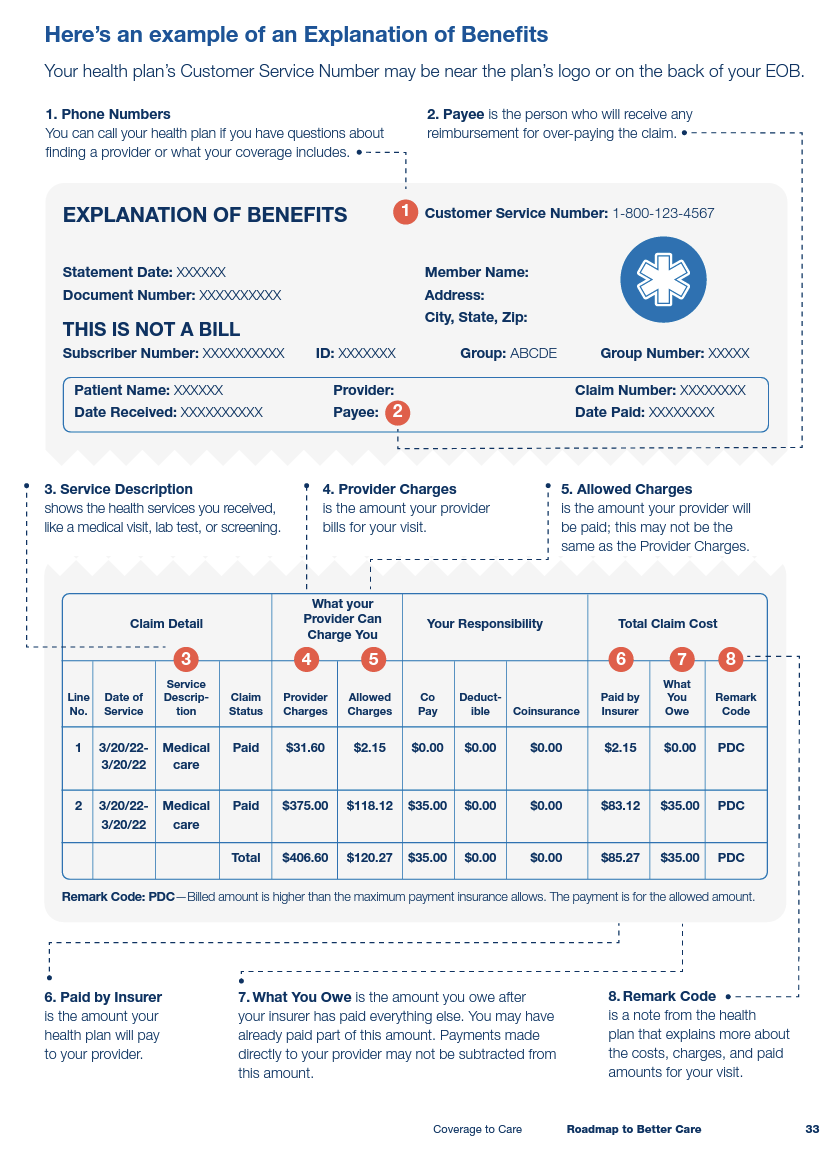 Here's an example of an Explanation of Benefits
Your health plan's Customer Service Number may be near the plan's logo or on the back of your EOB.
1. Phone Numbers
You can call your health plan if you have questions about
finding a provider or what your coverage includes.
2. Payee is the person who will receive any
reimbursement for over-paying the claim.
EXPLANATION OF BENEFITS
1 Customer Service Number: 1-800-123-4567
Statement Date: XXXXXX
Document Number: XXXXXXXXXX
Member Name:
Address:
City, State, Zip:
THIS IS NOT A BILL
Subscriber Number: XXXXXXXXXX ID: XXXXXXX Group: ABCDE Group Number: XXXXX
Patient Name: XXXXXX Provider: Claim Number: XXXXXXXX
Date Received: XXXXXXXXXX Payee: 2 Date Paid: XXXXXXXX
3. Service Description
shows the health services you received,
like a medical visit, lab test, or screening.
4. Provider Charges
is the amount your provider
bills for your visit.
5. Allowed Charges
is the amount your provider will
be paid; this may not be the
same as the Provider Charges.
Claim Detail
What your
Provider Can
Charge You
Your Responsibility
Total Claim Cost
3 4 5 6 7 8
Line
No.
Date of
Service
Service
Descrip-
tion
Claim
Status
Provider
Charges
Allowed
Charges
Co
Pay
Deduct-
ible
Coinsurance
Paid by
Insurer
What
You
Owe
Remark
Code
1 3/20/22- Medical Paid $31.60 $2.15 $0.00 $0.00 $0.00 $2.15 $0.00 PDC
3/20/22 care
2 3/20/22- Medical Paid $375.00 $118.12 $35.00 $0.00 $0.00 $83.12 $35.00 PDC
3/20/22 care
Total $406.60 $120.27 $35.00 $0.00 $0.00 $85.27 $35.00 PDC
Remark Code: PDC—Billed amount is higher than the maximum payment insurance allows. The payment is for the allowed amount.
6. Paid by Insurer
is the amount your
health plan will pay
to your provider.
7. What You Owe is the amount you owe after
your insurer has paid everything else. You may have
already paid part of this amount. Payments made
directly to your provider may not be subtracted from
this amount.
8. Remark Code
is a note from the health
plan that explains more about
the costs, charges, and paid
amounts for your visit.
Coverage to Care Roadmap to Better Care 33